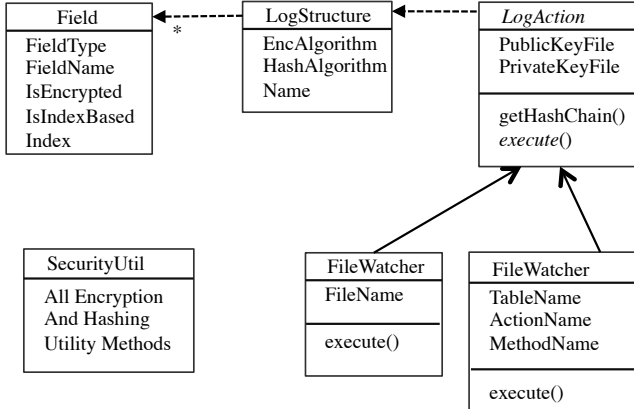 Field
FieldType
FieldName
IsEncrypted
IsIndexBased
Index
*
LogStructure
EncAlgorithm
HashAlgorithm
Name
LogAction
PublicKeyFile
PrivateKeyFile
getHashChain()
execute()
SecurityUtil
All Encryption
And Hashing
Utility Methods
FileWatcher
FileName
execute()
FileWatcher
TableName
ActionName
MethodName
execute()